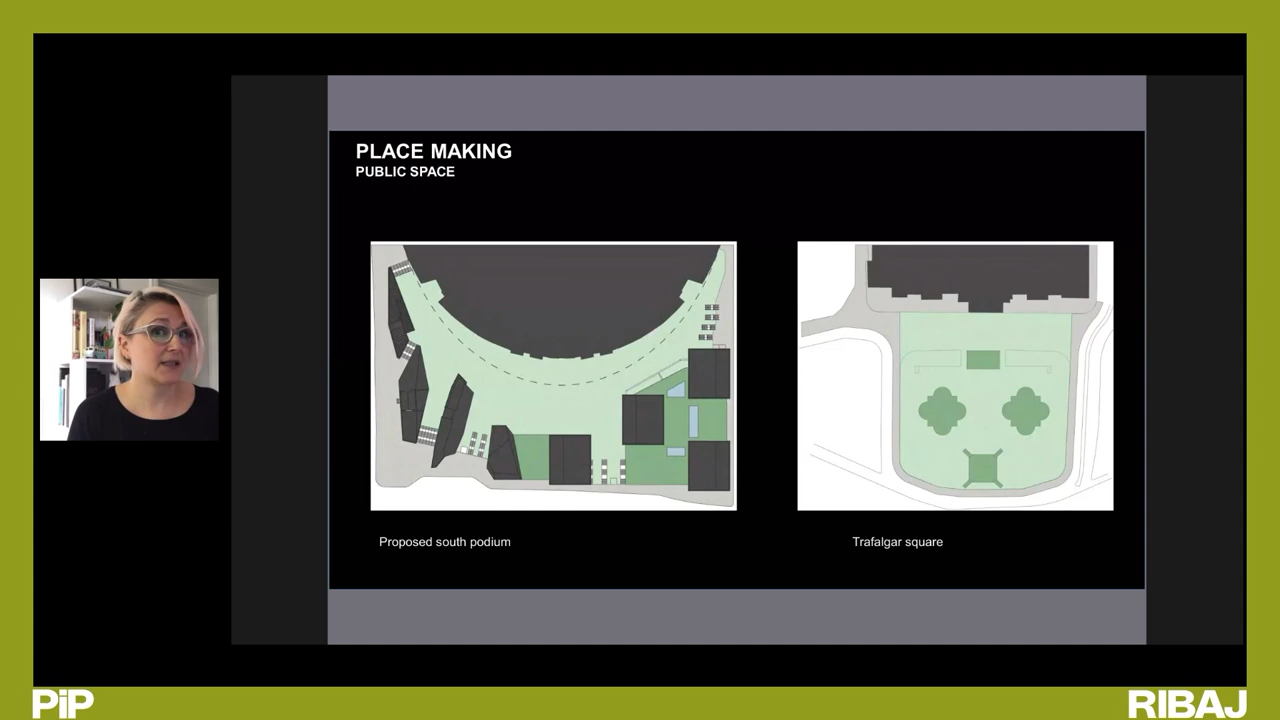 PLACE MAKING
PUBLIC SPACE
Proposed south podium
Trafalgar square
PiP
RIBAJ